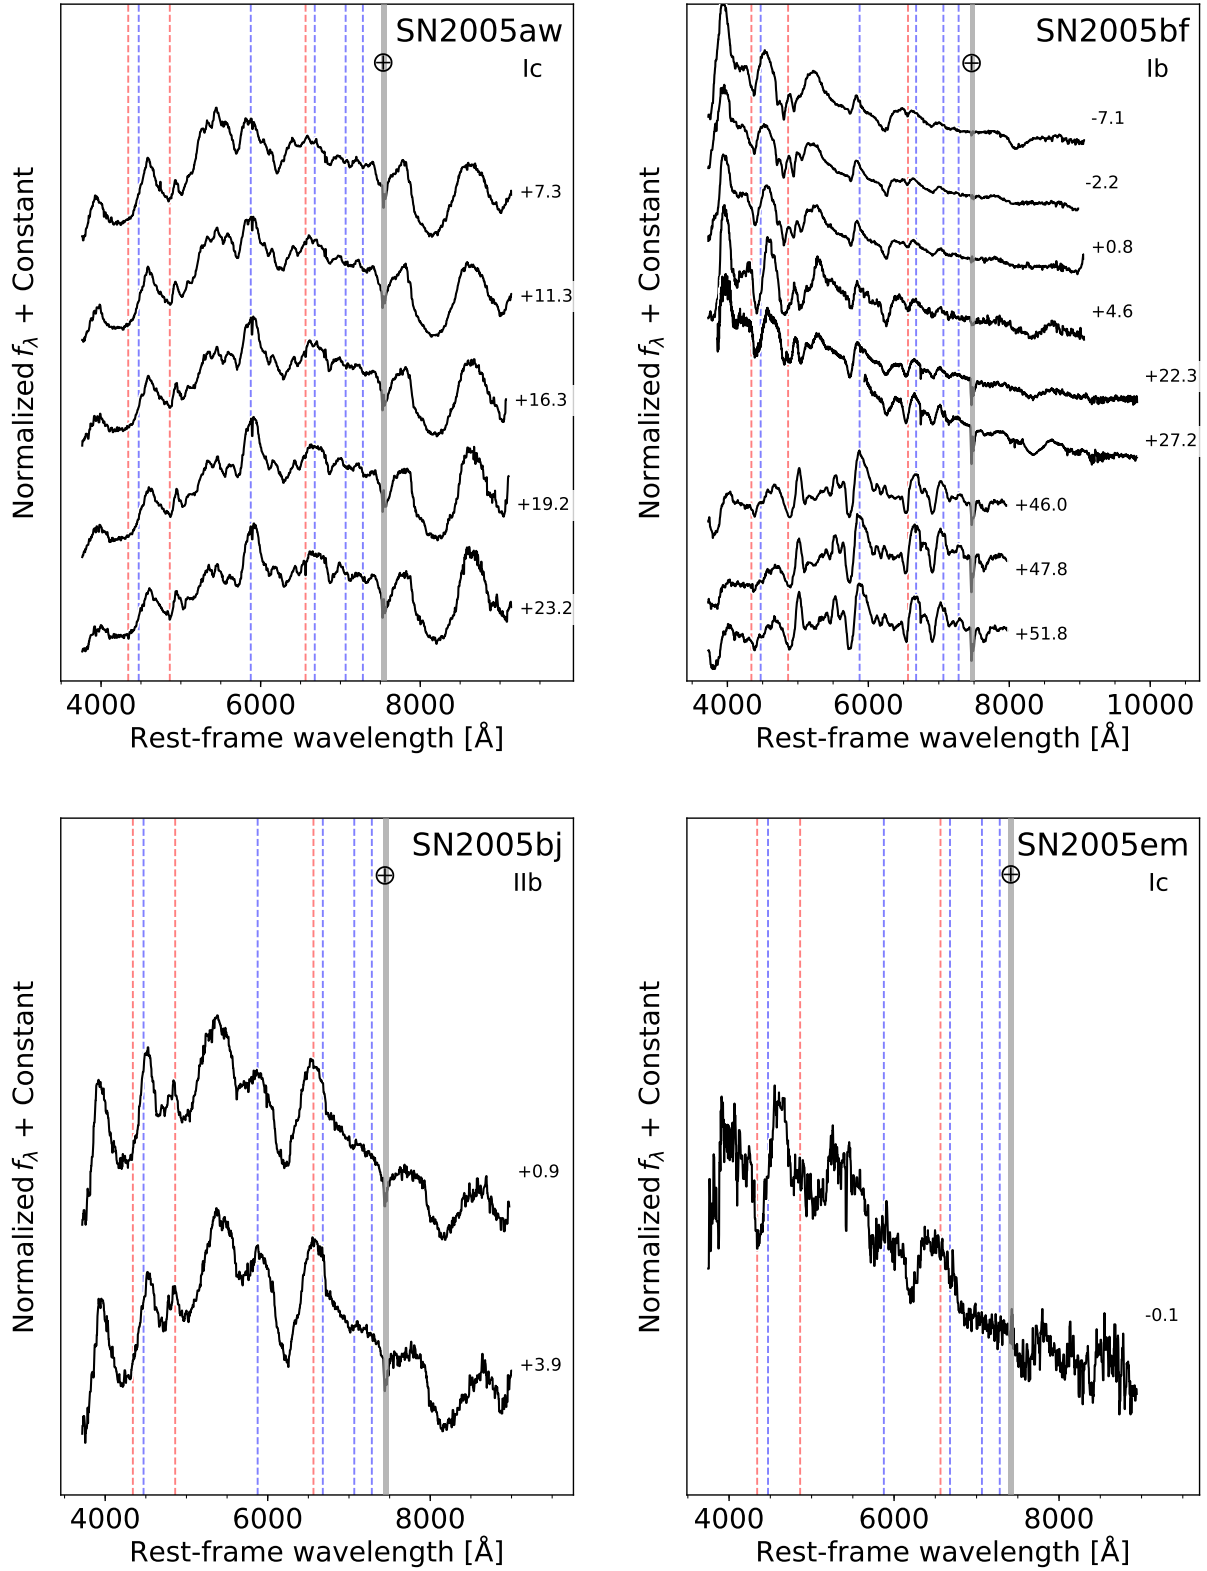 SN2005aw
Ic
+7.3
+11.3
+16.3
+19.2
+23.2
Normalized fλ + Constant
4000 6000 8000
Rest-frame wavelength [Å]
SN2005bf
Ib
-7.1
-2.2
+0.8
+4.6
+22.3
+27.2
+46.0
+47.8
+51.8
Normalized fλ + Constant
4000 6000 8000 10000
Rest-frame wavelength [Å]
SN2005bj
IIb
+0.9
+3.9
Normalized fλ + Constant
4000 6000 8000
Rest-frame wavelength [Å]
SN2005em
Ic
-0.1
Normalized fλ + Constant
4000 6000 8000
Rest-frame wavelength [Å]